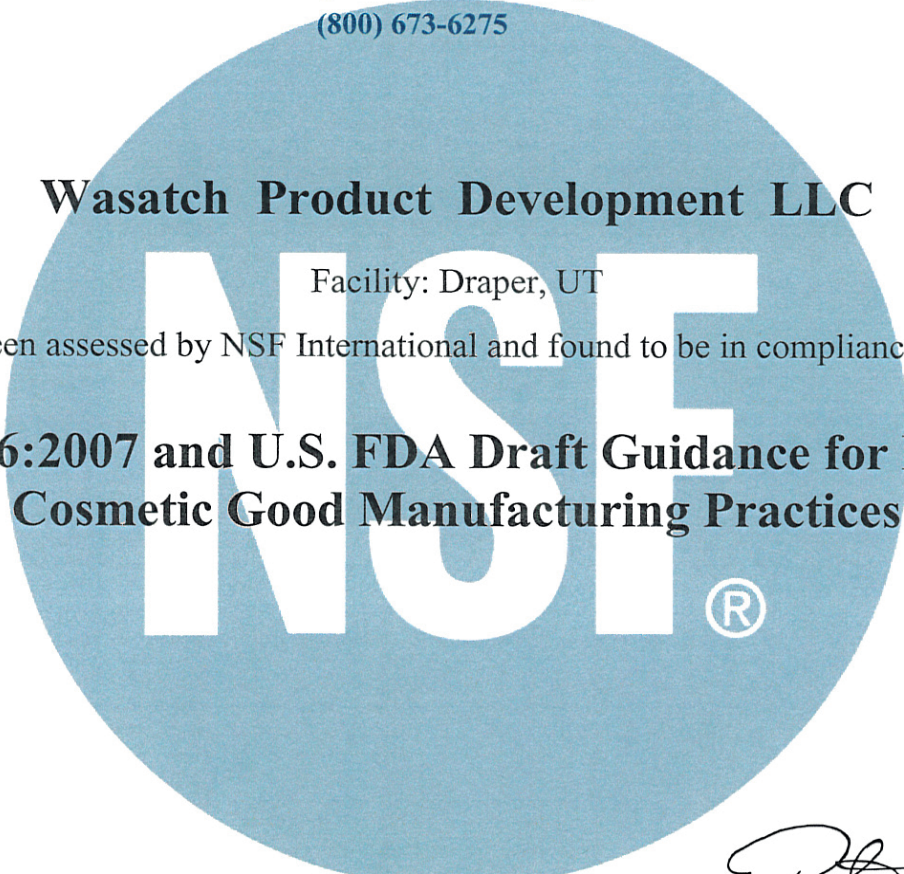 (800) 673-6275
Wasatch Product Development LLC
Facility: Draper, UT
een assessed by NSF International and found to be in complianc
6:2007 and U.S. FDA Draft Guidance for
Cosmetic Good Manufacturing Practices
NSF®